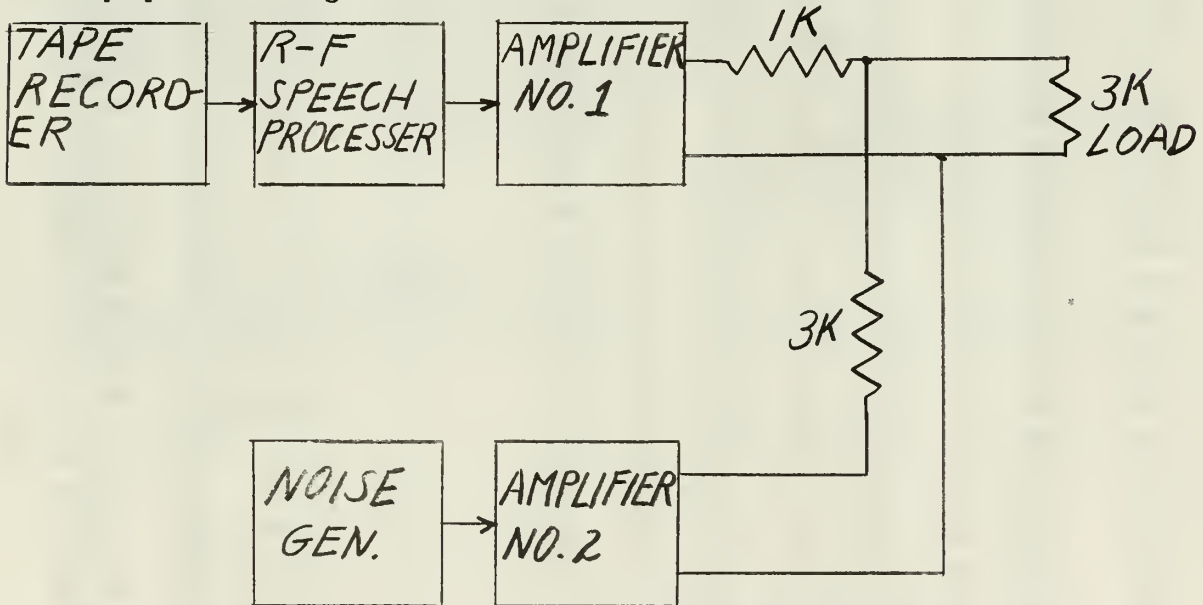 TAPE
RECORD-
ER
R-F
SPEECH
PROCESSER
AMPLIFIER
NO. 1
1K
3K
LOAD
3K
NOISE
GEN.
AMPLIFIER
NO. 2